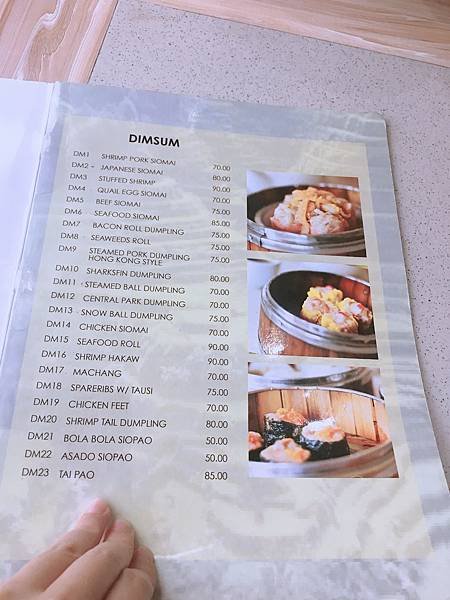 DIMSUM
DM1 SHRIMP PORK SIOMAI 70.00
DM2 - JAPANESE SIOMAI 80.00
DM3 STUFFED SHRIMP 90.00
DM4 QUAIL EGG SIOMAI 70.00
DM5 BEEF SIOMAI 75.00
DM6 SEAFOOD SIOMAI 85.00
DM7 BACON ROLL DUMPLING 75.00
DM8 SEAWEEDS ROLL 75.00
DM9 STEAMED PORK DUMPLING
HONG KONG STYLE 75.00
DM10 SHARKSFIN DUMPLING 80.00
DM11 STEAMED BALL DUMPLING 70.00
DM12 CENTRAL PARK DUMPLING 70.00
DM13 SNOW BALL DUMPLING 75.00
DM14 CHICKEN SIOMAI 70.00
DM15 SEAFOOD ROLL 90.00
DM16 SHRIMP HAKAW 90.00
DM17 MACHANG 70.00
DM18 SPARERIBS W/ TAUSI 75.00
DM19 CHICKEN FEET 70.00
DM20 SHRIMP TAIL DUMPLING 80.00
DM21 BOLA BOLA SIOPAO 50.00
DM22 ASADO SIOPAO 50.00
DM23 TAI PAO 85.00